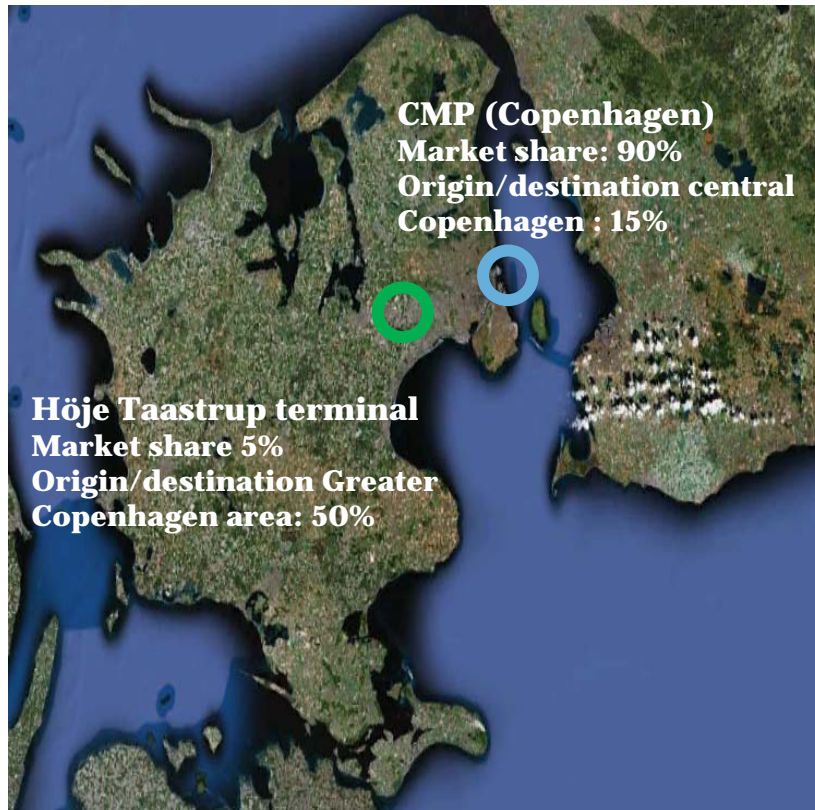 CMP (Copenhagen)
Market share: 90%
Origin/destination central
Copenhagen : 15%
Höje Taastrup terminal
Market share 5%
Origin/destination Greater
Copenhagen area: 50%